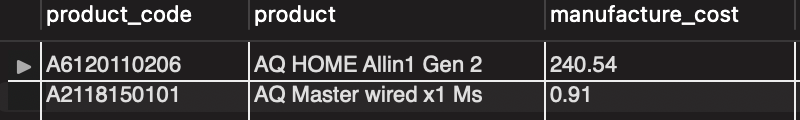 product_code product manufacture_cost
A6120110206 AQ HOME Allin1 Gen 2 240.54
A2118150101 AQ Master wired x1 Ms 0.91